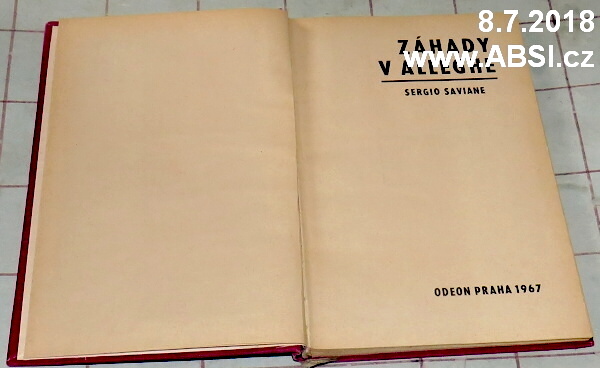 8.7.2018
www.ABSI.cz
ZÁHADY
V ALLEGHE
SERGIO SAVIANE
ODEON PRAHA 1967